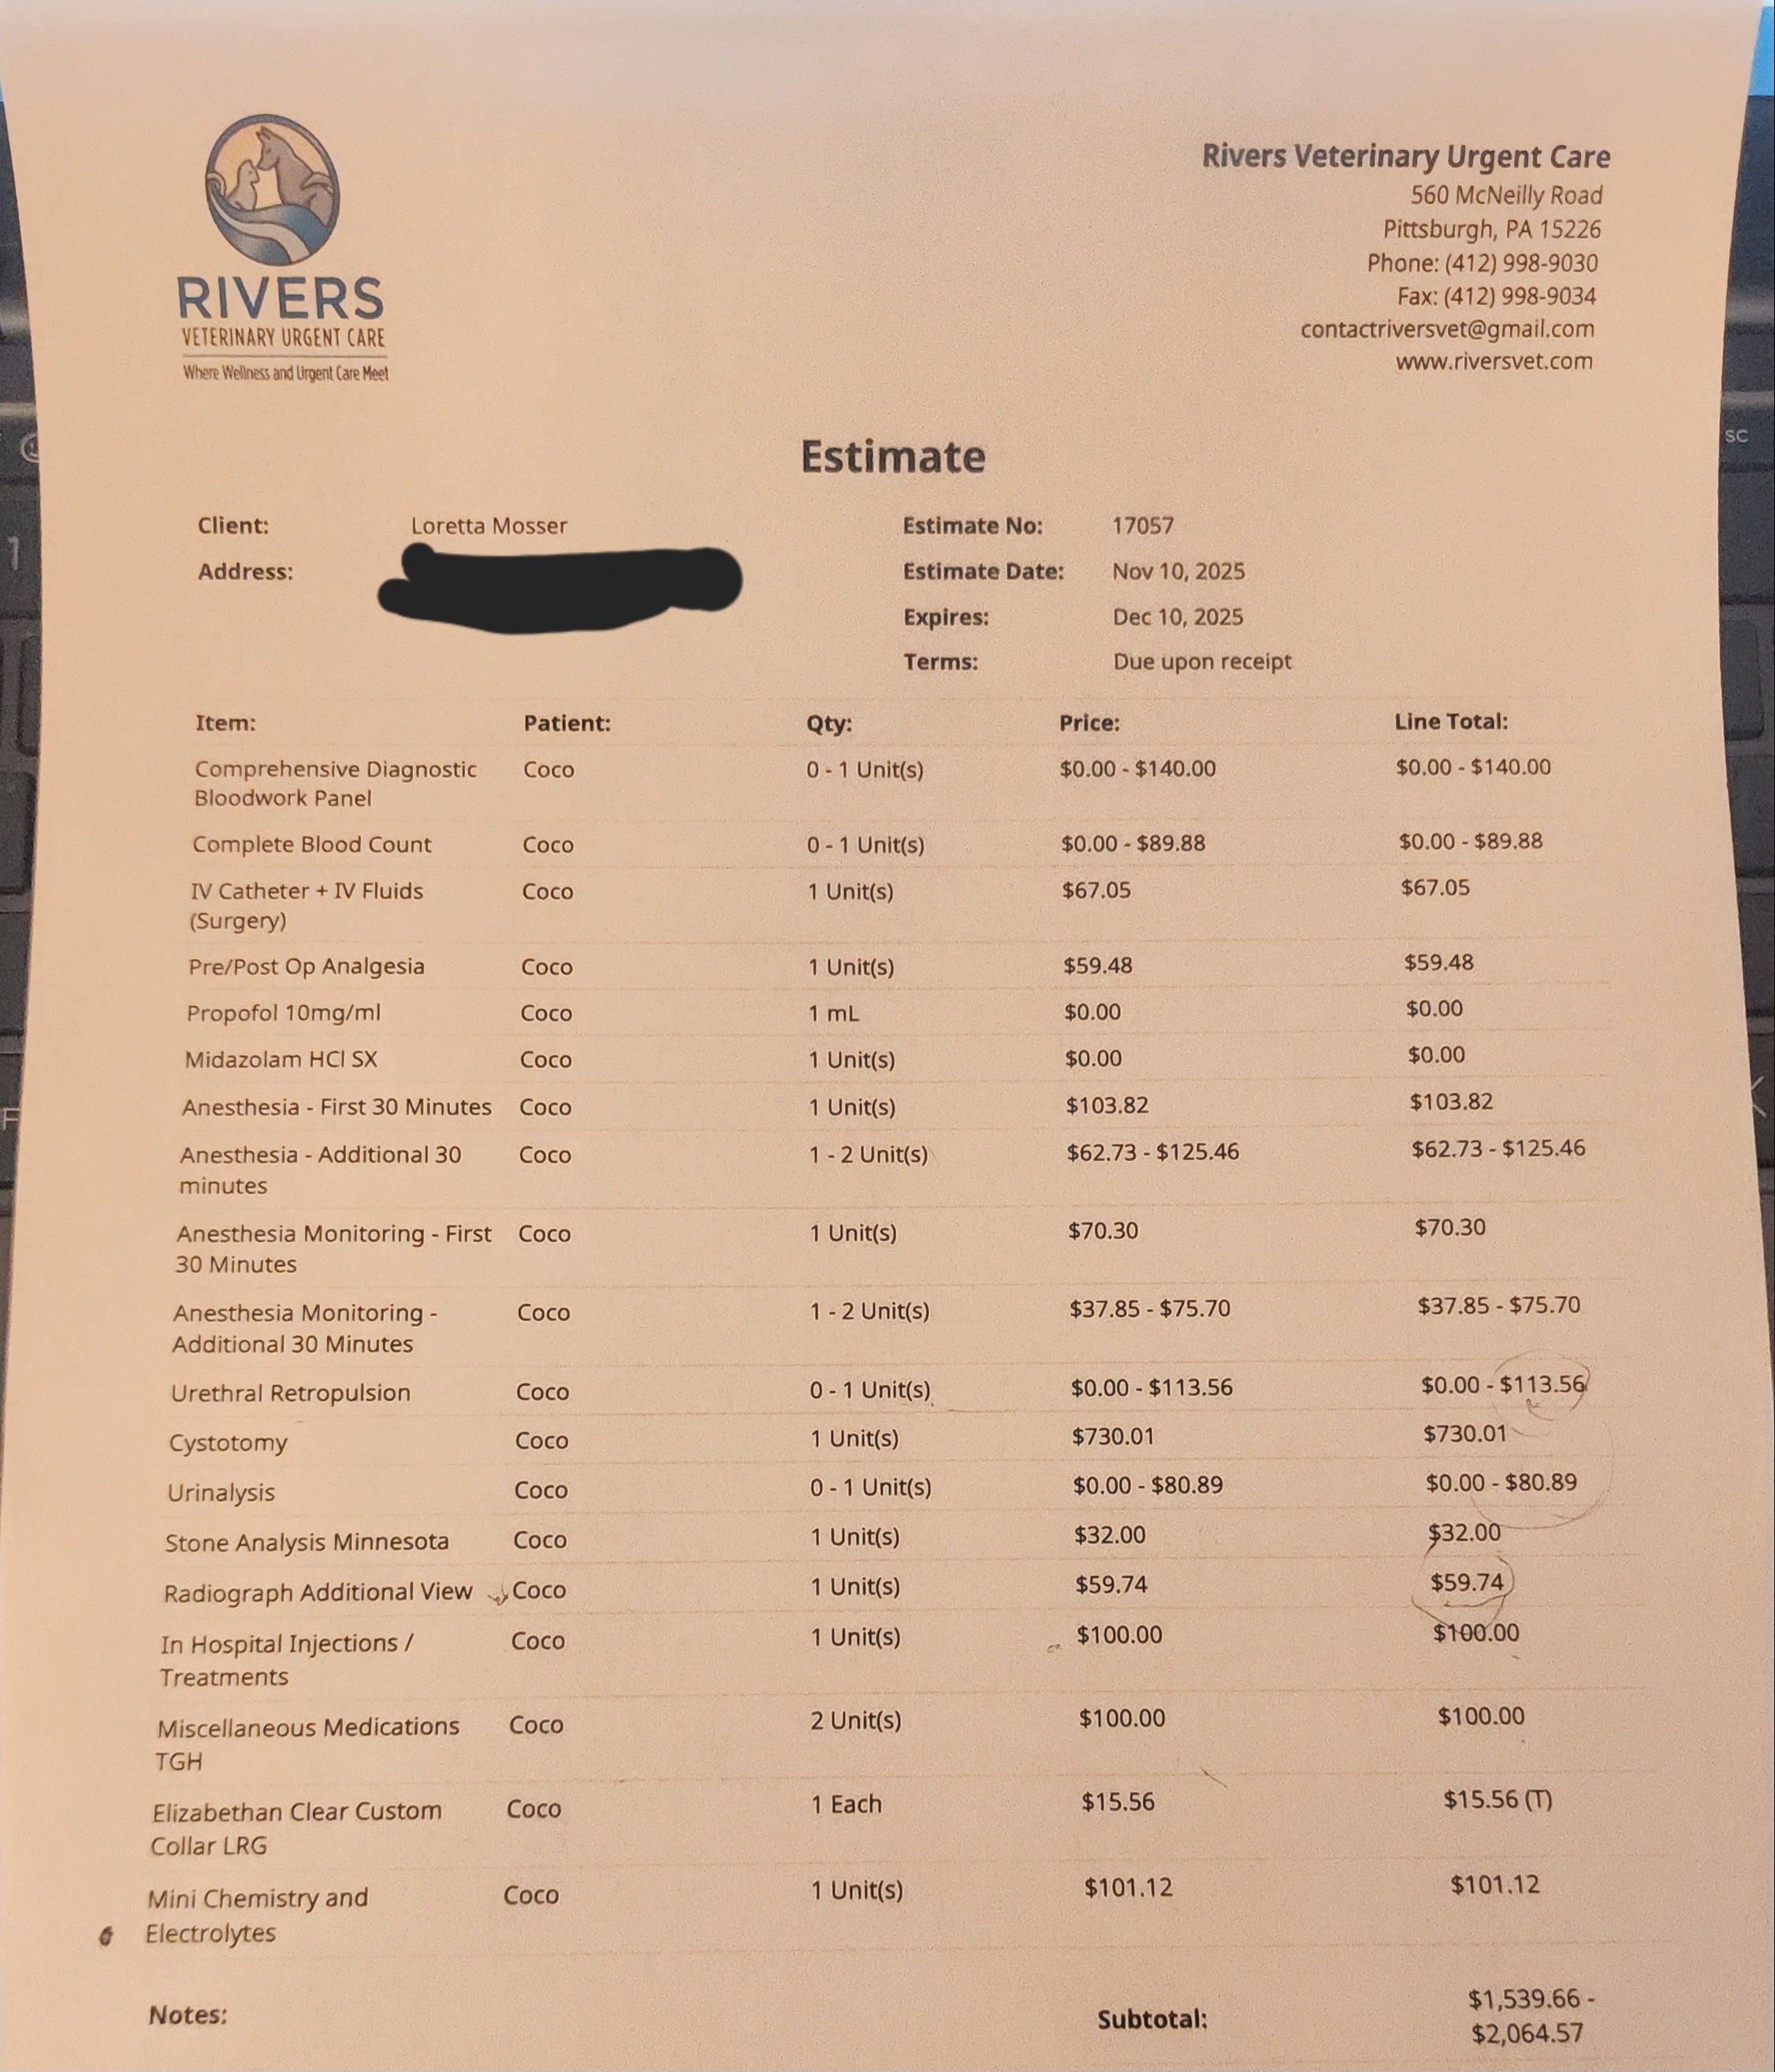 RIVERS
VETERINARY URGENT CARE
Where Wellness and Urgent Care Meet
Rivers Veterinary Urgent Care
560 McNeilly Road
Pittsburgh, PA 15226
Phone: (412) 998-9030
Fax: (412) 998-9034
contactriversvet@gmail.com
www.riversvet.com
Estimate
Client: Loretta Mosser
Address:
Estimate No: 17057
Estimate Date: Nov 10, 2025
Expires: Dec 10, 2025
Terms: Due upon receipt
Item: Patient: Qty: Price: Line Total:
Comprehensive Diagnostic Coco 0 - 1 Unit(s) $0.00 - $140.00 $0.00 - $140.00
Bloodwork Panel
Complete Blood Count Coco 0 - 1 Unit(s) $0.00 - $89.88 $0.00 - $89.88
IV Catheter + IV Fluids Coco 1 Unit(s) $67.05 $67.05
(Surgery)
Pre/Post Op Analgesia Coco 1 Unit(s) $59.48 $59.48
Propofol 10mg/ml Coco 1 mL $0.00 $0.00
Midazolam HCl SX Coco 1 Unit(s) $0.00 $0.00
Anesthesia - First 30 Minutes Coco 1 Unit(s) $103.82 $103.82
Anesthesia - Additional 30 Coco 1 - 2 Unit(s) $62.73 - $125.46 $62.73 - $125.46
minutes
Anesthesia Monitoring - First Coco 1 Unit(s) $70.30 $70.30
30 Minutes
Anesthesia Monitoring - Coco 1 - 2 Unit(s) $37.85 - $75.70 $37.85 - $75.70
Additional 30 Minutes
Urethral Retropulsion Coco 0 - 1 Unit(s) $0.00 - $113.56 $0.00 - $113.56
Cystotomy Coco 1 Unit(s) $730.01 $730.01
Urinalysis Coco 0 - 1 Unit(s) $0.00 - $80.89 $0.00 - $80.89
Stone Analysis Minnesota Coco 1 Unit(s) $32.00 $32.00
Radiograph Additional View Coco 1 Unit(s) $59.74 $59.74
In Hospital Injections / Coco 1 Unit(s) $100.00 $100.00
Treatments
Miscellaneous Medications Coco 2 Unit(s) $100.00 $100.00
TGH
Elizabethan Clear Custom Coco 1 Each $15.56 $15.56 (T)
Collar LRG
Mini Chemistry and Coco 1 Unit(s) $101.12 $101.12
Electrolytes
Notes: Subtotal: $1,539.66 -
$2,064.57
1
SC
F